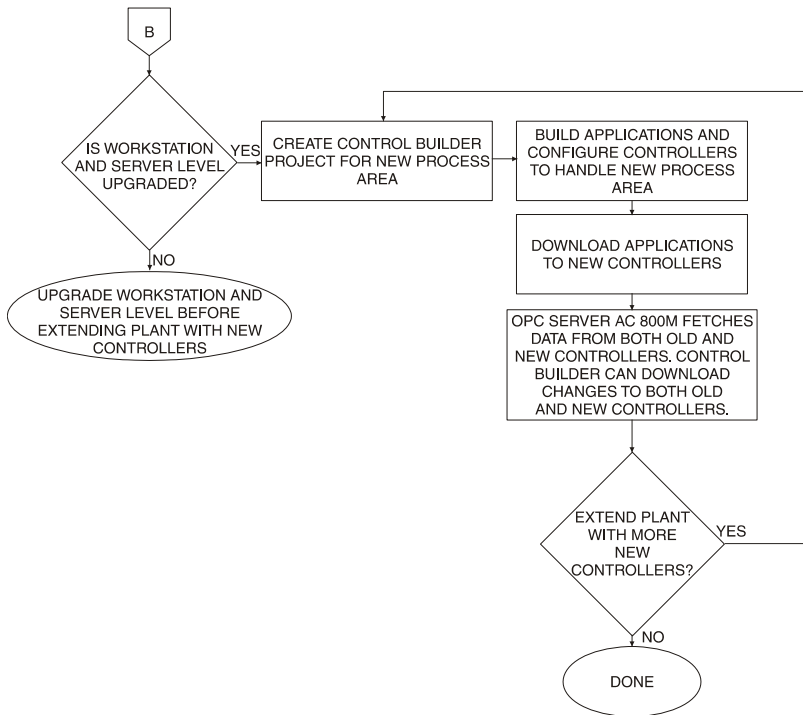 B
IS WORKSTATION
AND SERVER LEVEL
UPGRADED?
YES
CREATE CONTROL BUILDER
PROJECT FOR NEW PROCESS
AREA
BUILD APPLICATIONS AND
CONFIGURE CONTROLLERS
TO HANDLE NEW PROCESS
AREA
NO
UPGRADE WORKSTATION AND
SERVER LEVEL BEFORE
EXTENDING PLANT WITH NEW
CONTROLLERS
DOWNLOAD APPLICATIONS
TO NEW CONTROLLERS
OPC SERVER AC 800M FETCHES
DATA FROM BOTH OLD AND
NEW CONTROLLERS. CONTROL
BUILDER CAN DOWNLOAD
CHANGES TO BOTH OLD
AND NEW CONTROLLERS.
EXTEND PLANT
WITH MORE
NEW
CONTROLLERS?
YES
NO
DONE